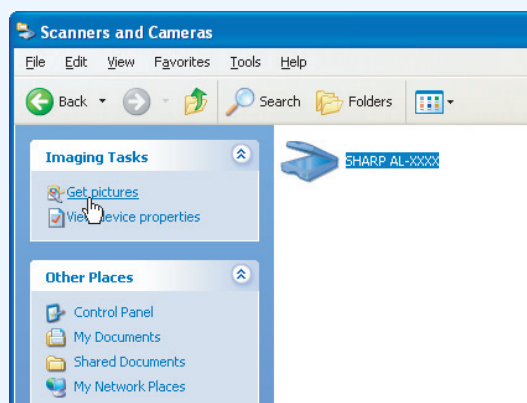 Scanners and Cameras
File Edit View Favorites Tools Help
Back Search Folders
Imaging Tasks
Get pictures
View device properties
Other Places
Control Panel
My Documents
Shared Documents
My Network Places
SHARP AL-XXXX